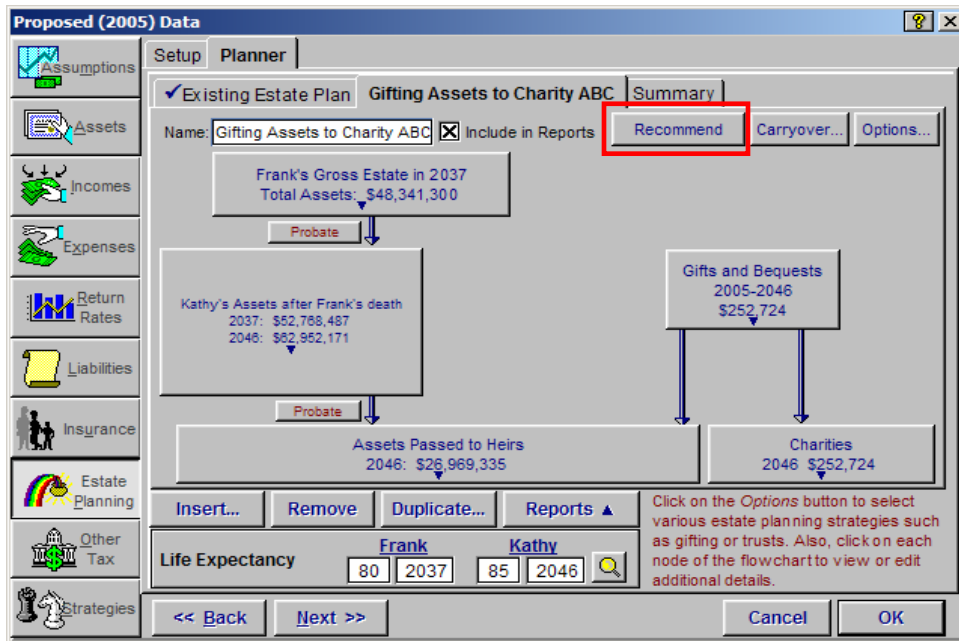 Proposed (2005) Data
Assumptions
Assets
Incomes
Expenses
Return
Rates
Liabilities
Insurance
Estate
Planning
Other
Tax
Strategies
Setup Planner
✓Existing Estate Plan Gifting Assets to Charity ABC Summary
Name: Gifting Assets to Charity ABC Include in Reports Recommend Carryover... Options...
Frank's Gross Estate in 2037
Total Assets: $48,341,300
Probate
Kathy's Assets after Frank's death
2037: $52,768,487
2046: $62,952,171
Gifts and Bequests
2005-2046
$252,724
Probate
Assets Passed to Heirs
2046: $26,969,335
Charities
2046 $252,724
Insert... Remove Duplicate... Reports ▲
Click on the Options button to select
various estate planning strategies such
as gifting or trusts. Also, click on each
node of the flowchart to view or edit
additional details.
Life Expectancy
Frank Kathy
80 2037 85 2046
<< Back Next >> Cancel OK